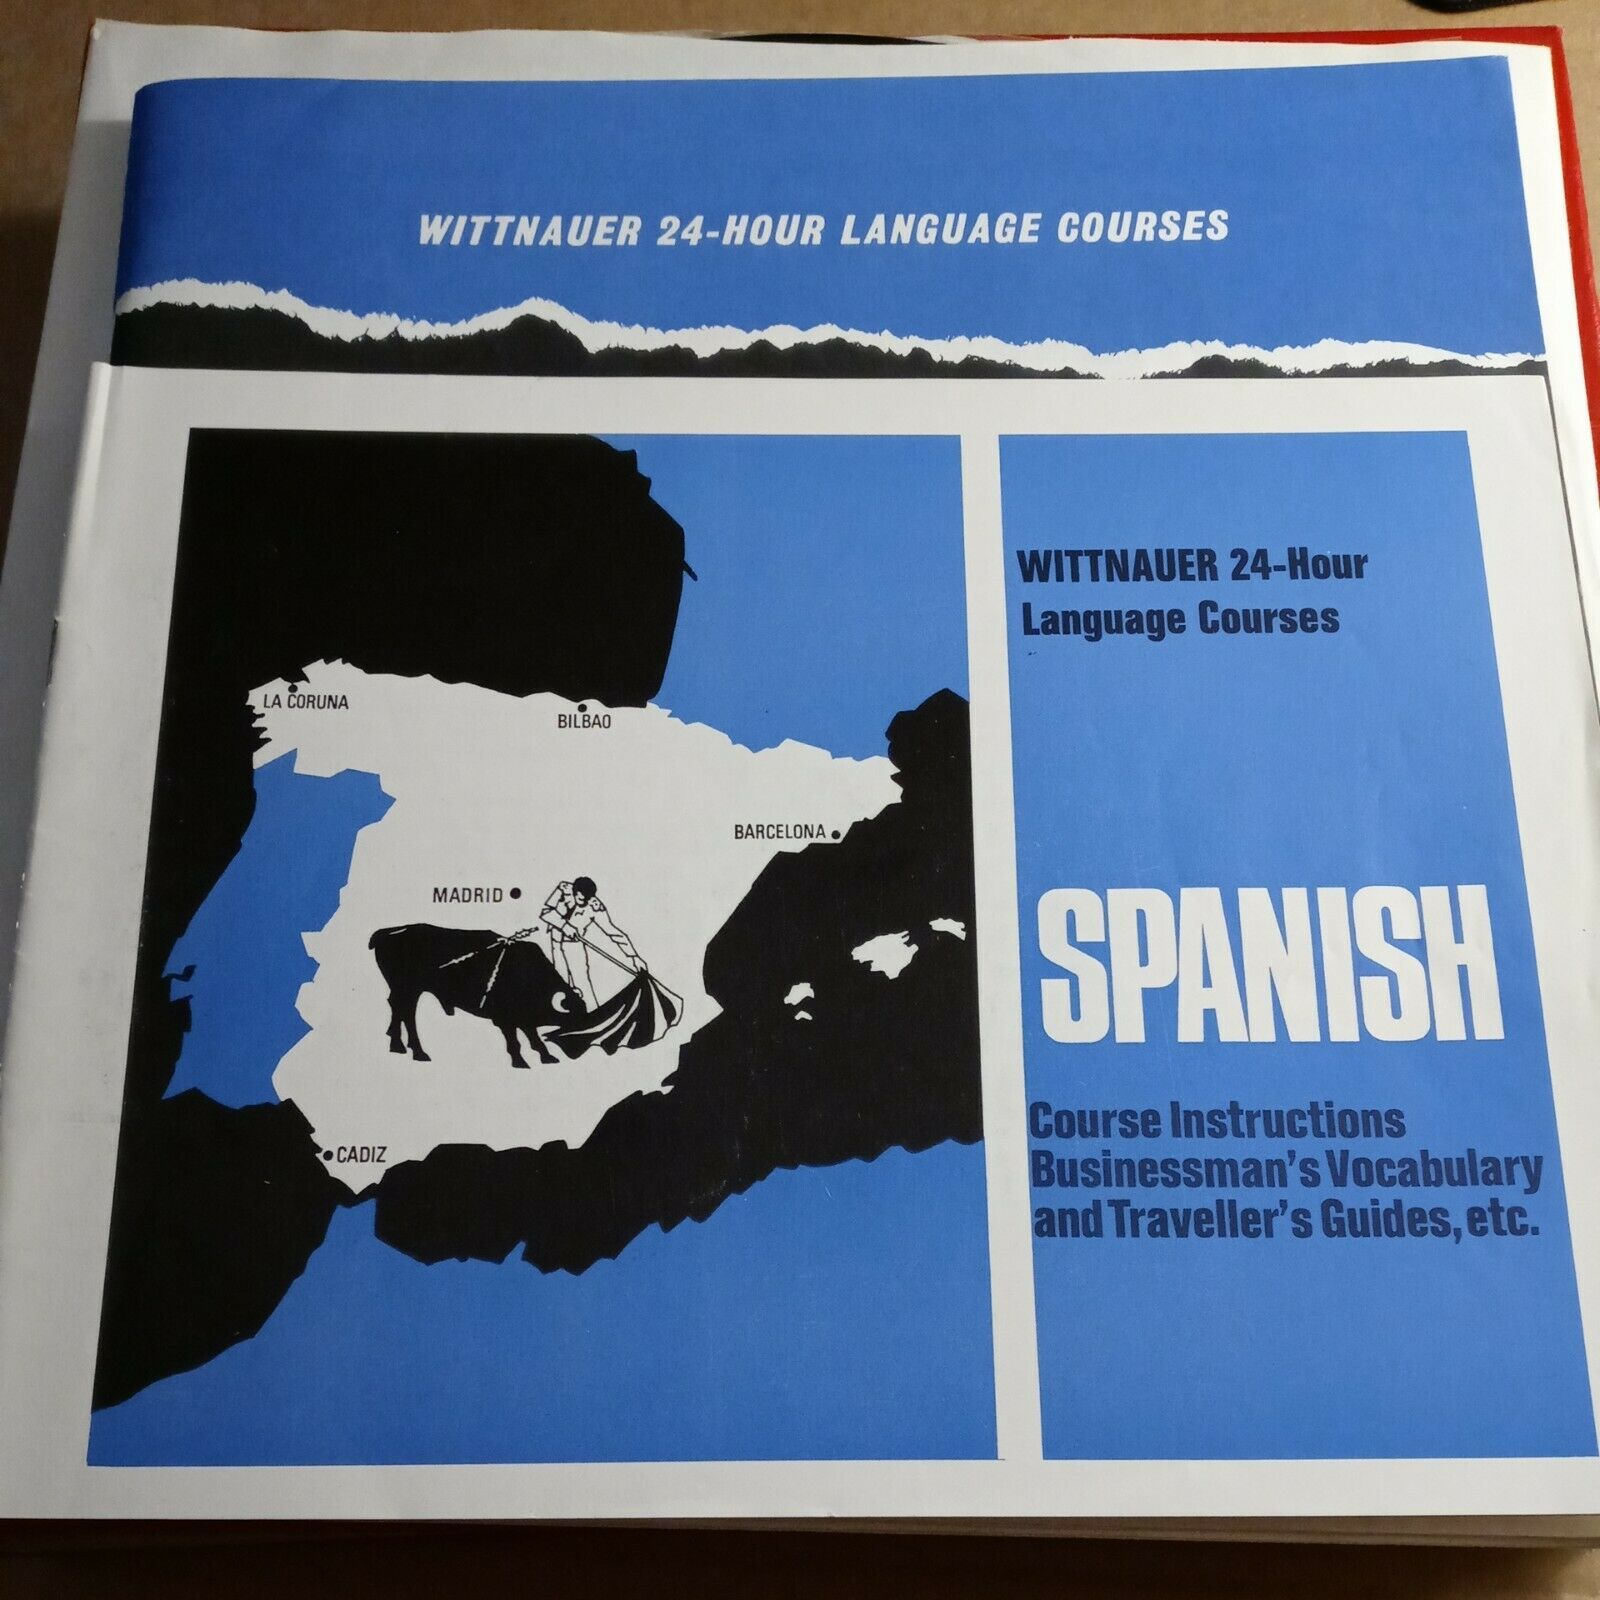 WITTNAUER 24-HOUR LANGUAGE COURSES
WITTNAUER 24-Hour
Language Courses
LA CORUNA
BILBAO
BARCELONA
MADRID
CADIZ
SPANISH
Course Instructions
Businessman's Vocabulary
and Traveller's Guides, etc.